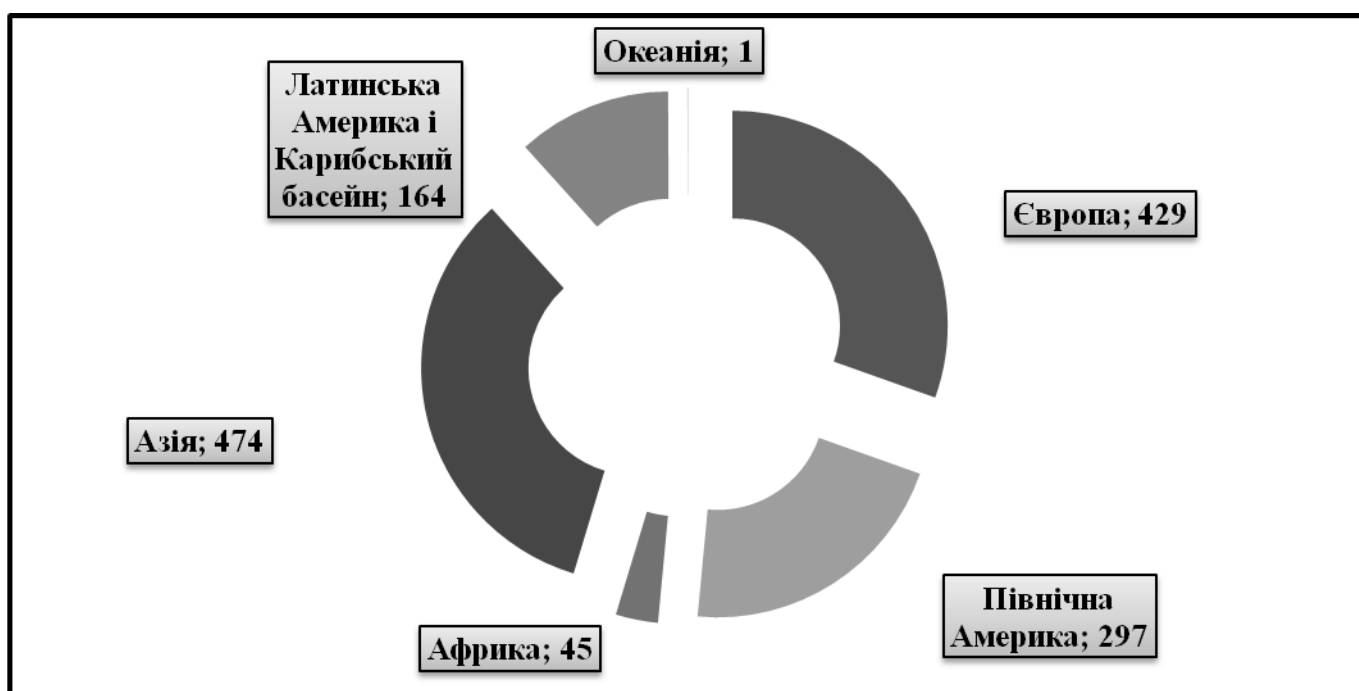 Океанія; 1
Латинська
Америка і
Карибський
басейн; 164
Європа; 429
Азія; 474
Північна
Америка; 297
Африка; 45